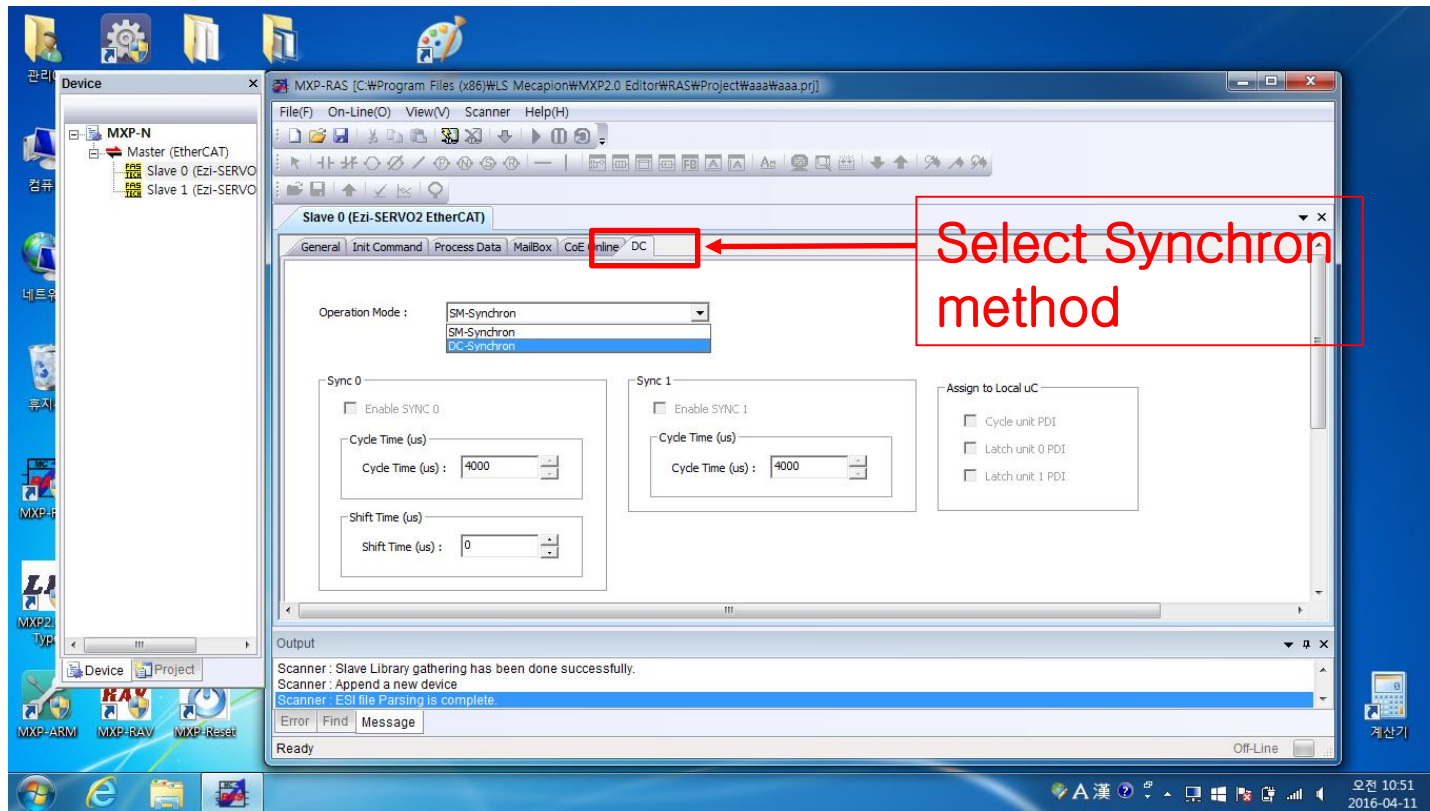 관리
Device
MXP-N
Master (EtherCAT)
FAS TECH Slave 0 (Ezi-SERVO
FAS TECH Slave 1 (Ezi-SERVO
Device Project
MXP-RAS [C:₩Program Files (x86)₩LS Mecapion₩MXP2.0 Editor₩RAS₩Project₩aaa₩aaa.prj]
File(F) On-Line(O) View(V) Scanner Help(H)
Slave 0 (Ezi-SERVO2 EtherCAT)
General Init Command Process Data MailBox CoE Online DC
Select Synchron
method
Operation Mode : SM-Synchron
SM-Synchron
DC-Synchron
Sync 0
Enable SYNC 0
Cycle Time (us)
Cycle Time (us) : 4000
Shift Time (us)
Shift Time (us) : 0
Sync 1
Enable SYNC 1
Cycle Time (us)
Cycle Time (us) : 4000
Assign to Local uC
Cycle unit PDI
Latch unit 0 PDI
Latch unit 1 PDI
Output
Scanner : Slave Library gathering has been done successfully.
Scanner : Append a new device
Scanner : ESI file Parsing is complete.
Error Find Message
Ready
Off-Line
컴퓨
네트워
휴지
MXP-R
MXP2.
Type
MXP-ARM
RAV
MXP-RAV
MXP-Reset
계산기
A 漢
오전 10:51
2016-04-11